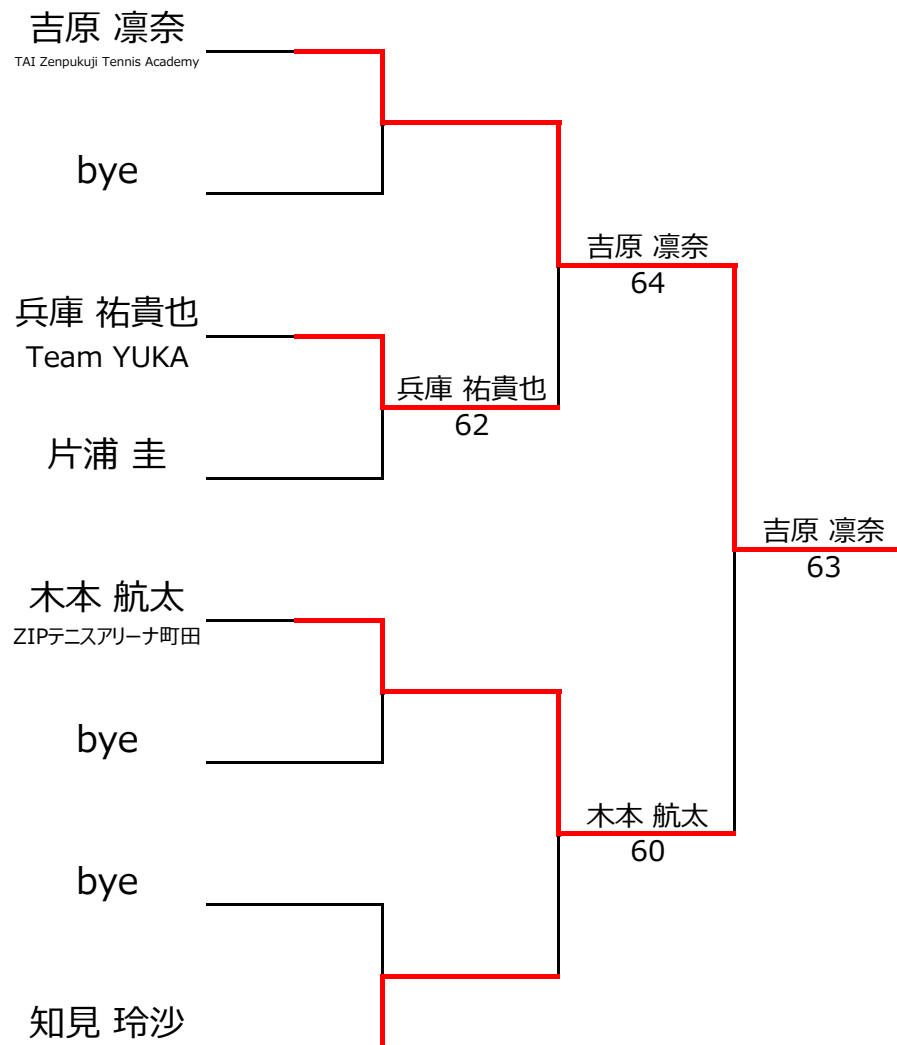 吉原 凛奈
TAI Zenpukuji Tennis Academy
bye
吉原 凛奈
64
兵庫 祐貴也
Team YUKA
兵庫 祐貴也
62
片浦 圭
吉原 凛奈
63
木本 航太
ZIPテニスアリーナ町田
bye
木本 航太
60
bye
知見 玲沙